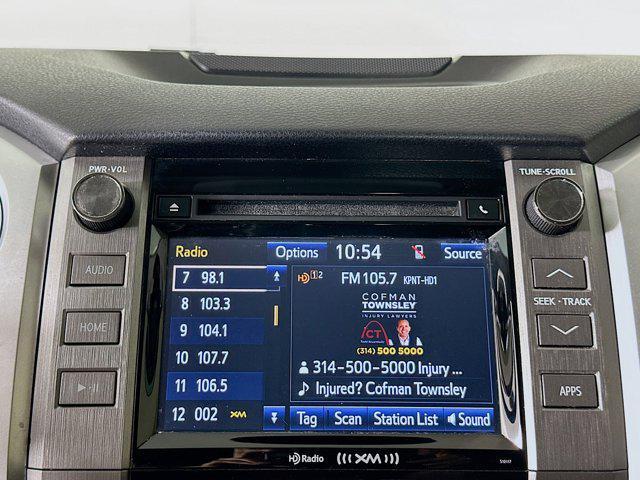 PWR•VOL
TUNE•SCROLL
AUDIO
HOME
SEEK • TRACK
APPS
Radio
Options
10:54
Source
7 98.1
8 103.3
9 104.1
10 107.7
11 106.5
12 002 XM
HD 1 2
FM 105.7 KPNT-HD1
COFMAN
TOWNSLEY
INJURY LAWYERS
CT
(314) 500 5000
314-500-5000 Injury ...
Injured? Cofman Townsley
Tag
Scan
Station List
Sound
HD Radio
(((XM)))